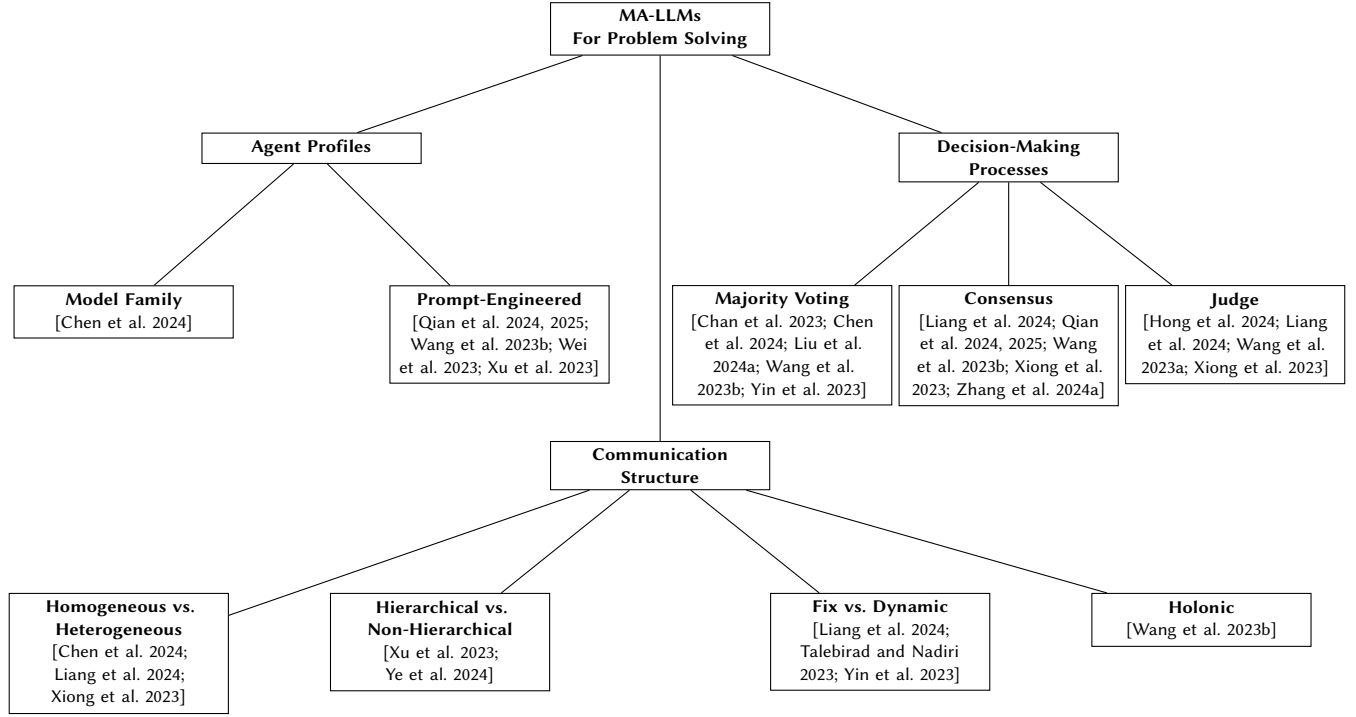 MA-LLMs
For Problem Solving
Agent Profiles
Decision-Making
Processes
Model Family
[Chen et al. 2024]
Prompt-Engineered
[Qian et al. 2024, 2025;
Wang et al. 2023b; Wei
et al. 2023; Xu et al. 2023]
Majority Voting
[Chan et al. 2023; Chen
et al. 2024; Liu et al.
2024a; Wang et al.
2023b; Yin et al. 2023]
Consensus
[Liang et al. 2024; Qian
et al. 2024, 2025; Wang
et al. 2023b; Xiong et al.
2023; Zhang et al. 2024a]
Judge
[Hong et al. 2024; Liang
et al. 2024; Wang et al.
2023a; Xiong et al. 2023]
Communication
Structure
Homogeneous vs.
Heterogeneous
[Chen et al. 2024;
Liang et al. 2024;
Xiong et al. 2023]
Hierarchical vs.
Non-Hierarchical
[Xu et al. 2023;
Ye et al. 2024]
Fix vs. Dynamic
[Liang et al. 2024;
Talebirad and Nadiri
2023; Yin et al. 2023]
Holonic
[Wang et al. 2023b]